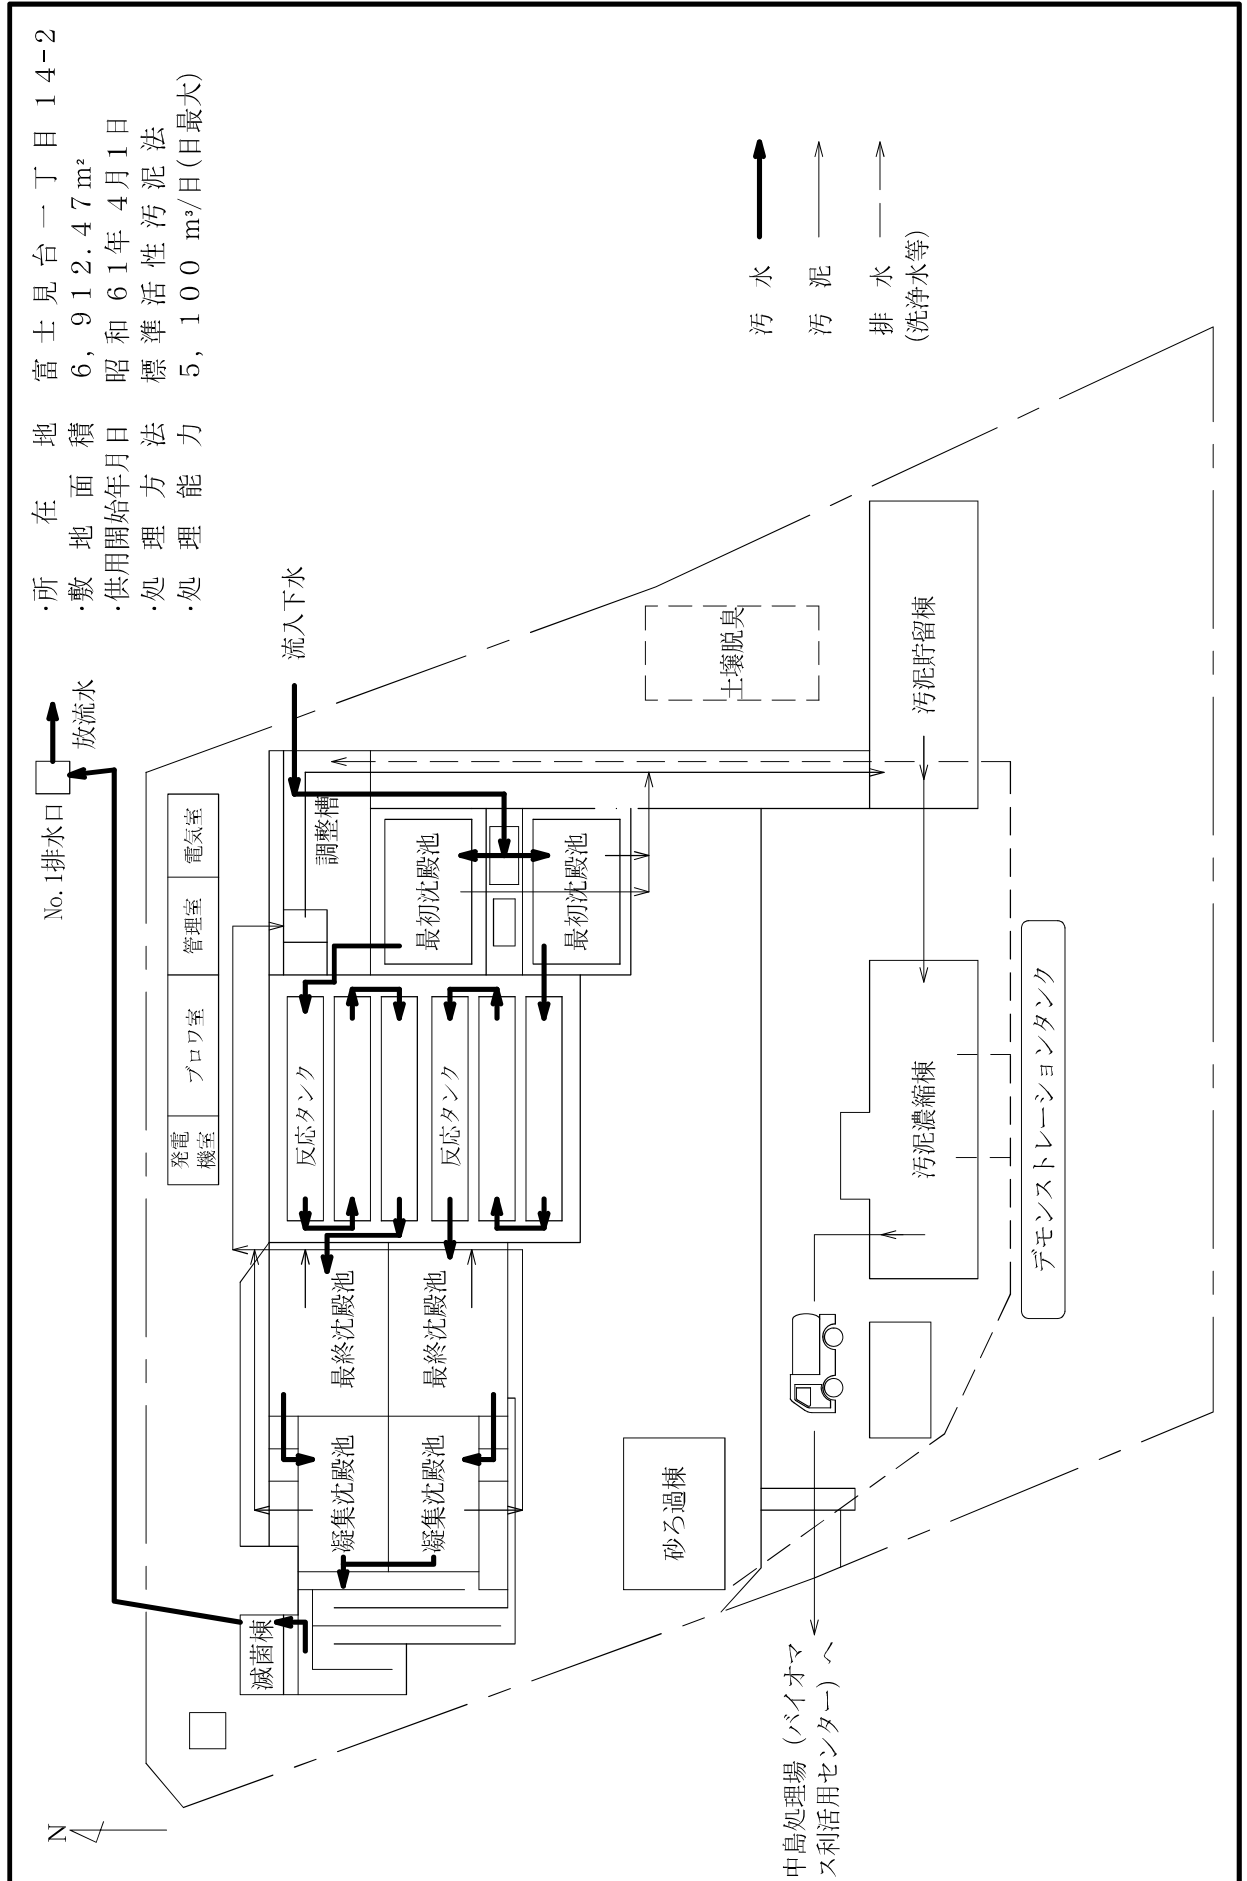 ・所在地 富士見台一丁目 14-2
・敷地面積 6,912.47m²
・供用開始年月日 昭和61年4月1日
・処理方法 標準活性汚泥法
・処理能力 5,100 m³/日(日最大)
No.1排水口
放流水
流入下水
発電機室
ブロワ室
管理室
電気室
調整槽
滅菌棟
凝集沈殿池
最終沈殿池
反応タンク
最初沈殿池
凝集沈殿池
最終沈殿池
反応タンク
最初沈殿池
土壌脱臭
砂ろ過棟
汚泥濃縮棟
汚泥貯留棟
デモンストレーションタンク
汚水
汚泥
排水
(洗浄水等)
中島処理場（バイオマ
ス利活用センター）へ
N